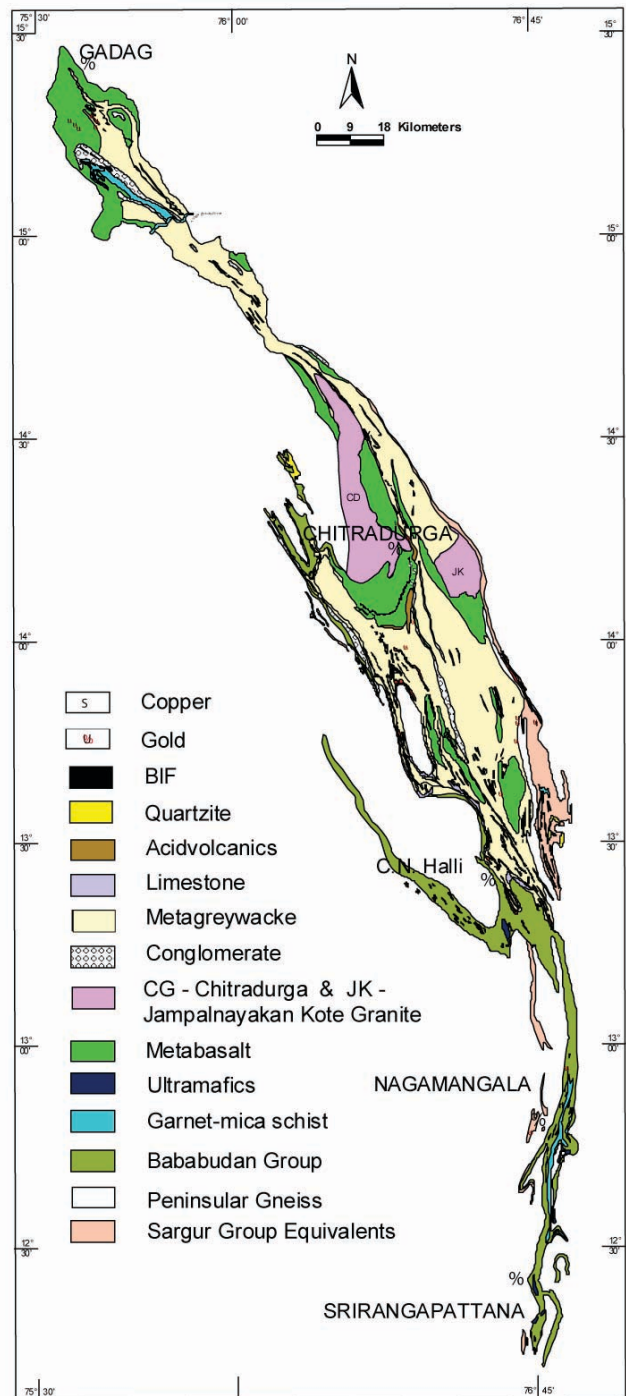 75° 30'
76° 00'
76° 45'
15°
30'
15°
30'
GADAG
%
N
0 9 18 Kilometers
15°
00'
15°
00'
14°
30'
14°
30'
CD
CHITRADURGA
%
JK
14°
00'
14°
00'
S Copper
Gold
BIF
Quartzite
Acidvolcanics
Limestone
Metagreywacke
Conglomerate
CG - Chitradurga & JK -
Jampalnayakan Kote Granite
Metabasalt
Ultramafics
Garnet-mica schist
Bababudan Group
Peninsular Gneiss
Sargur Group Equivalents
13°
30'
13°
30'
C.N. Halli
%
13°
00'
13°
00'
NAGAMANGALA
%
12°
30'
12°
30'
%
SRIRANGAPATTANA
75° 30'
76° 45'